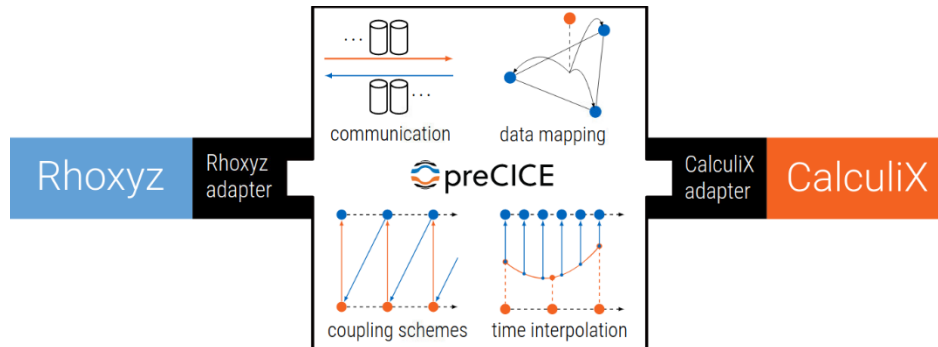 communication
data mapping
Rhoxyz
Rhoxyz
adapter
preCICE
CalculiX
adapter
CalculiX
coupling schemes
time interpolation